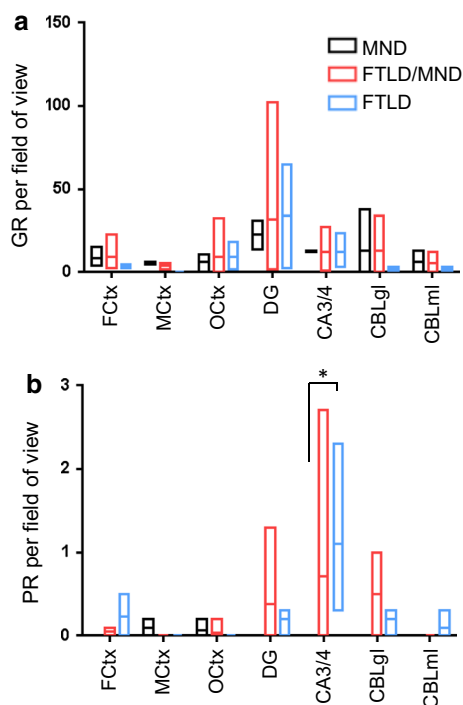 a
GR per field of view
150
100
50
0
MND
FTLD/MND
FTLD
FCtx
MCtx
OCtx
DG
CA3/4
CBLgl
CBLml
b
PR per field of view
3
2
1
0
*
FCtx
MCtx
OCtx
DG
CA3/4
CBLgl
CBLml